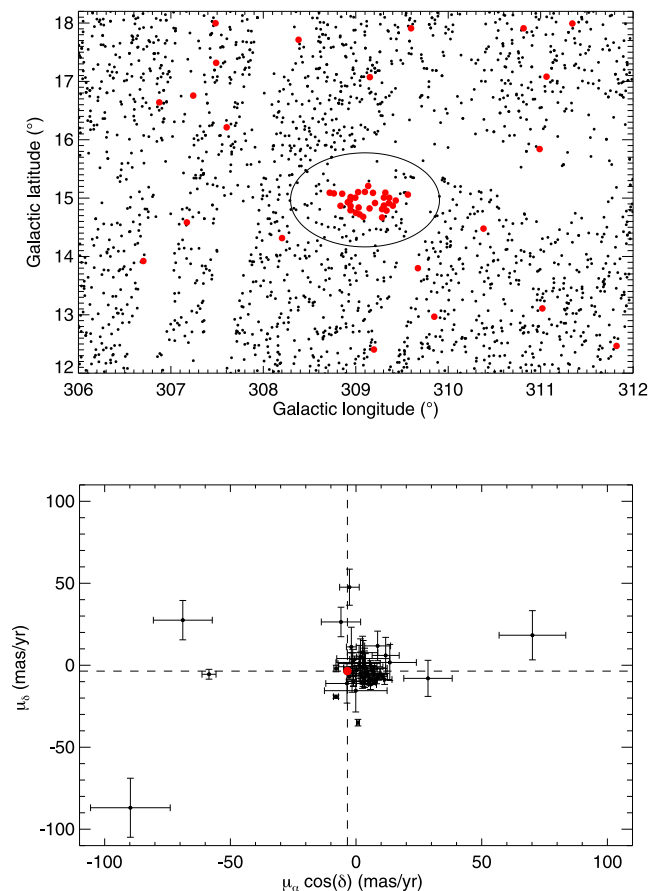 18
17
16
15
14
13
12
Galactic latitude (°)
306 307 308 309 310 311 312
Galactic longitude (°)
100
50
0
-50
-100
μδ (mas/yr)
-100 -50 0 50 100
μα cos(δ) (mas/yr)